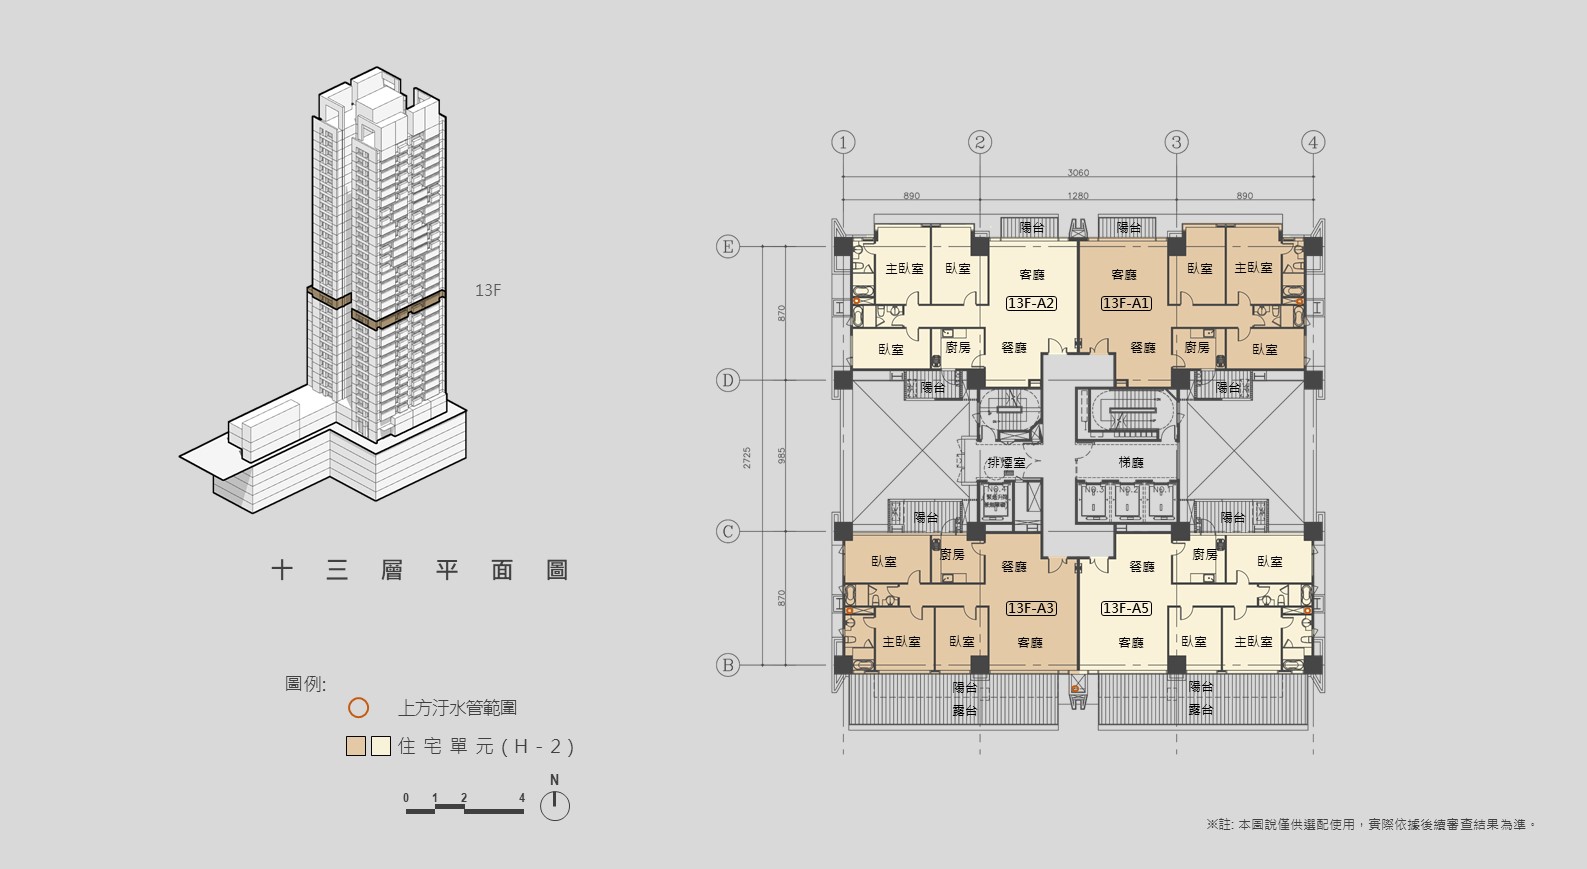 13F
十三層平面圖
圖例:
上方汙水管範圍
住宅單元(H-2)
0 1 2 4
N
1 2 3 4
3060
890 1280 890
陽台 陽台
E
主臥室 臥室 客廳 客廳 臥室 主臥室
13F-A2 13F-A1
870
臥室 廚房 餐廳 餐廳 廚房 臥室
D
陽台 陽台
2725 985
排煙室 梯廳
NO.4 NO.3 NO.2 NO.1
陽台 陽台
C
臥室 廚房 餐廳 餐廳 廚房 臥室
870
13F-A3 13F-A5
主臥室 臥室 客廳 客廳 臥室 主臥室
B
陽台 陽台
露台 露台
※註: 本圖說僅供選配使用，實際依據後續審查結果為準。